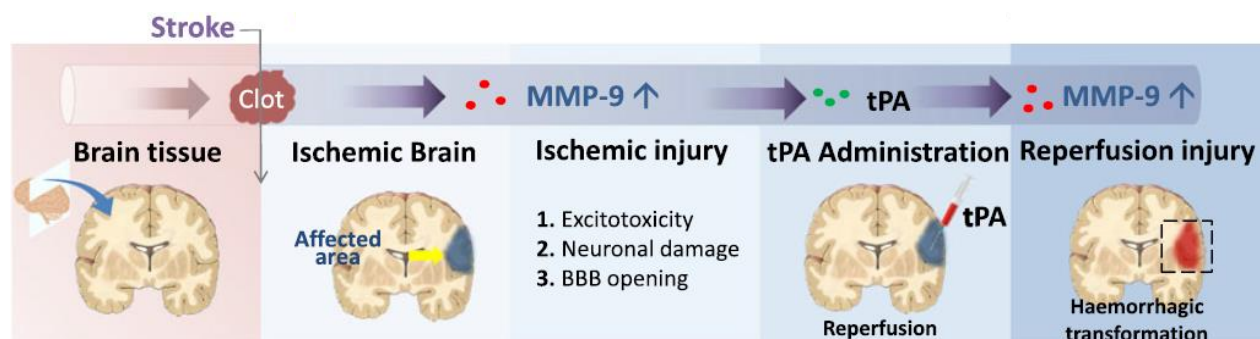 Stroke
Clot
MMP-9 ↑
tPA
MMP-9 ↑
Brain tissue
Ischemic Brain
Ischemic injury
tPA Administration
Reperfusion injury
Affected
area
1. Excitotoxicity
2. Neuronal damage
3. BBB opening
tPA
Reperfusion
Haemorrhagic
transformation